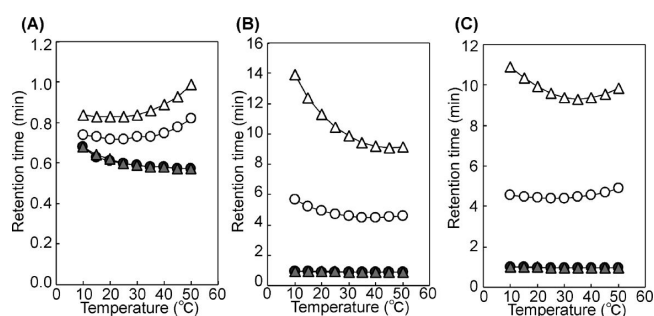 (A)
1.2
1.0
0.8
0.6
0.4
0.2
0.0
Retention time (min)
0 10 20 30 40 50 60
Temperature (°C)
(B)
16
14
12
10
8
6
4
2
0
Retention time (min)
0 10 20 30 40 50 60
Temperature (°C)
(C)
12
10
8
6
4
2
0
Retention time (min)
0 10 20 30 40 50 60
Temperature (°C)